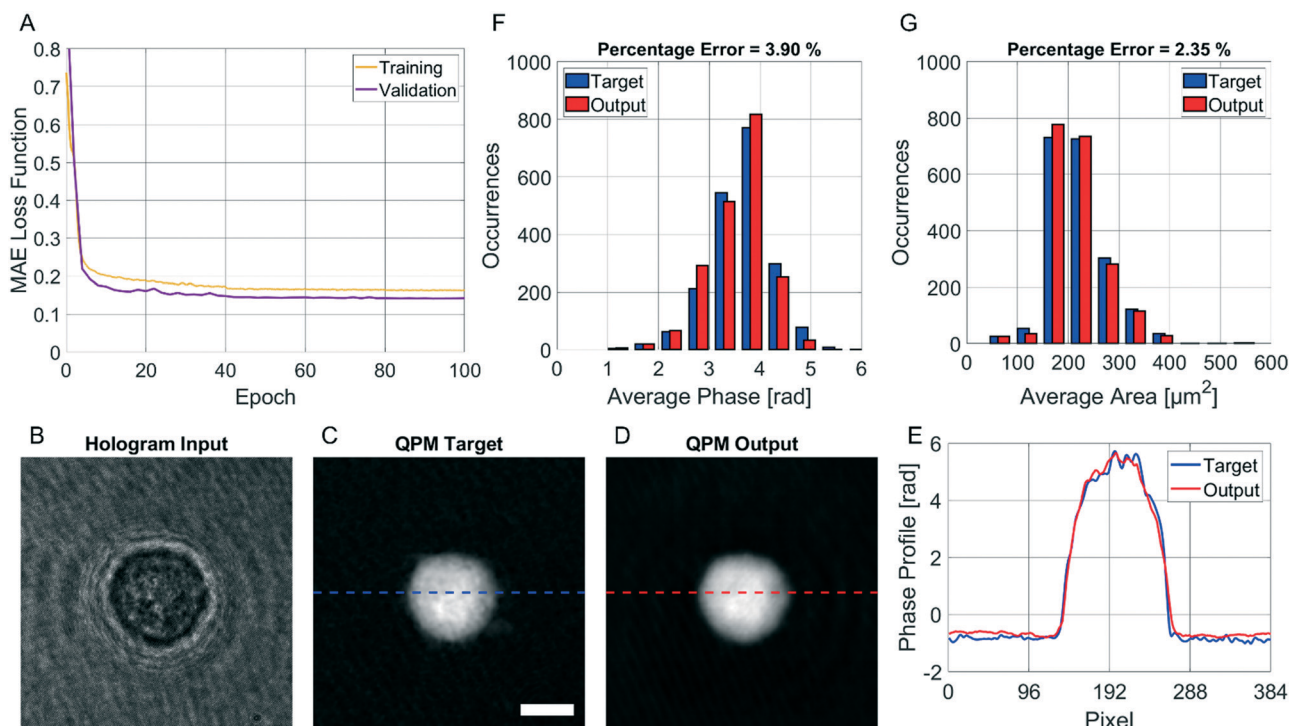 A
0.8
0.7
0.6
0.5
0.4
0.3
0.2
0.1
0
MAE Loss Function
Training
Validation
0 20 40 60 80 100
Epoch
F
Percentage Error = 3.90 %
1000
800
600
400
200
0
Occurrences
Target
Output
0 1 2 3 4 5 6
Average Phase [rad]
G
Percentage Error = 2.35 %
1000
800
600
400
200
0
Occurrences
Target
Output
0 100 200 300 400 500 600
Average Area [µm²]
B
Hologram Input
C
QPM Target
D
QPM Output
E
6
4
2
0
-2
Phase Profile [rad]
Target
Output
0 96 192 288 384
Pixel